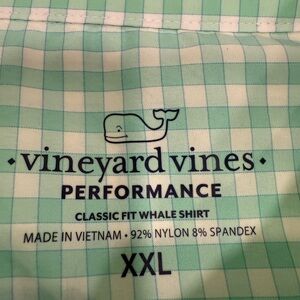 vineyard vines
PERFORMANCE
CLASSIC FIT WHALE SHIRT
MADE IN VIETNAM • 92% NYLON 8% SPANDEX
XXL